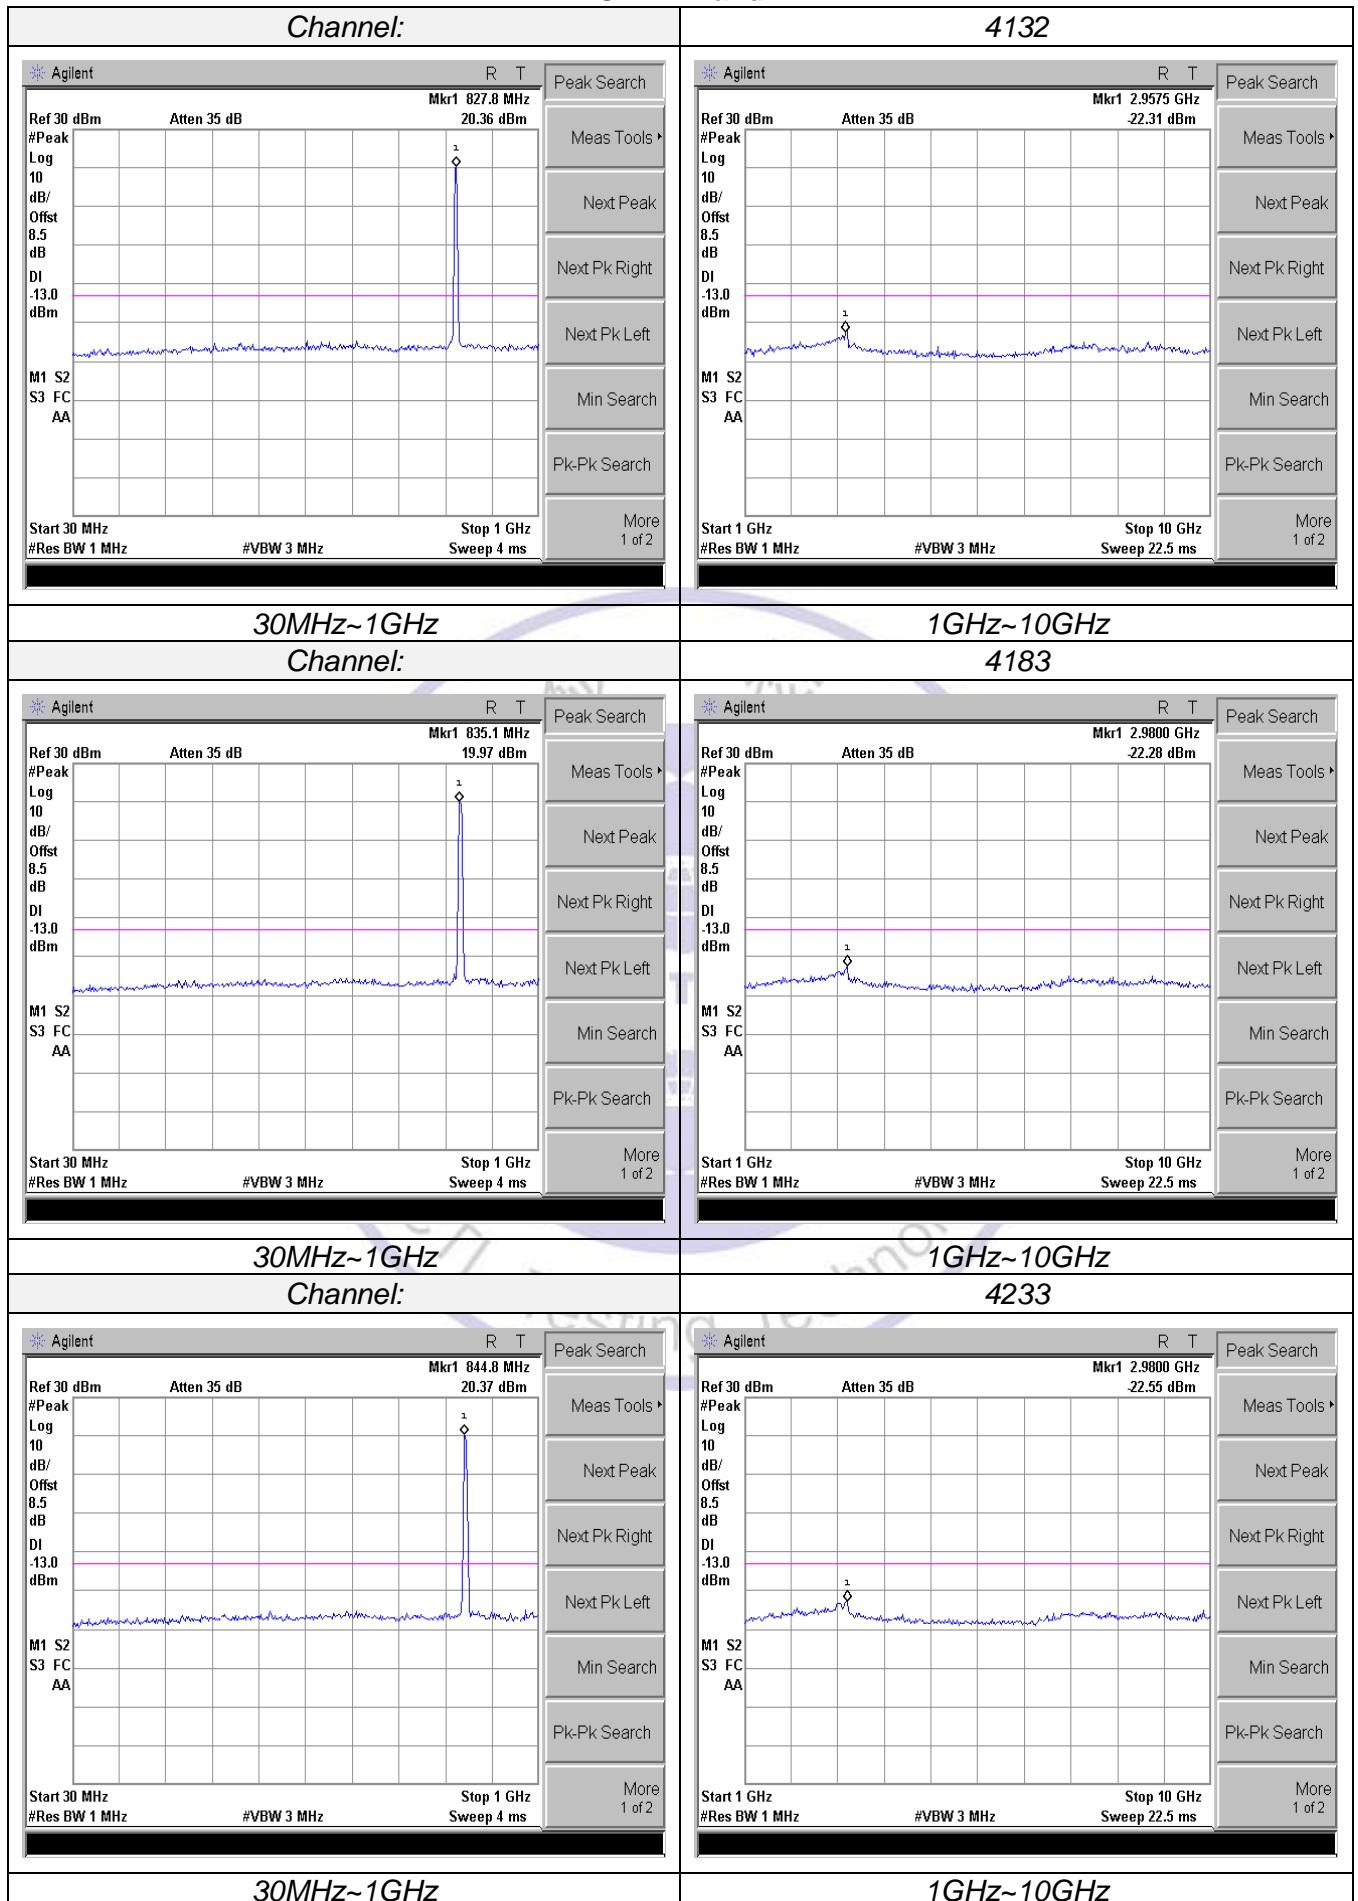 Channel: 4132
Agilent R T Peak Search
Mkr1 827.8 MHz
Ref 30 dBm Atten 35 dB 20.36 dBm
#Peak
Log
10
dB/
Offst
8.5
dB
DI
-13.0
dBm
M1 S2
S3 FC
AA
1
Start 30 MHz Stop 1 GHz
#Res BW 1 MHz #VBW 3 MHz Sweep 4 ms
Meas Tools
Next Peak
Next Pk Right
Next Pk Left
Min Search
Pk-Pk Search
More
1 of 2
Agilent R T Peak Search
Mkr1 2.9575 GHz
Ref 30 dBm Atten 35 dB -22.31 dBm
#Peak
Log
10
dB/
Offst
8.5
dB
DI
-13.0
dBm
M1 S2
S3 FC
AA
1
Start 1 GHz Stop 10 GHz
#Res BW 1 MHz #VBW 3 MHz Sweep 22.5 ms
Meas Tools
Next Peak
Next Pk Right
Next Pk Left
Min Search
Pk-Pk Search
More
1 of 2
30MHz~1GHz 1GHz~10GHz
Channel: 4183
Agilent R T Peak Search
Mkr1 835.1 MHz
Ref 30 dBm Atten 35 dB 19.97 dBm
#Peak
Log
10
dB/
Offst
8.5
dB
DI
-13.0
dBm
M1 S2
S3 FC
AA
1
Start 30 MHz Stop 1 GHz
#Res BW 1 MHz #VBW 3 MHz Sweep 4 ms
Meas Tools
Next Peak
Next Pk Right
Next Pk Left
Min Search
Pk-Pk Search
More
1 of 2
Agilent R T Peak Search
Mkr1 2.9800 GHz
Ref 30 dBm Atten 35 dB -22.28 dBm
#Peak
Log
10
dB/
Offst
8.5
dB
DI
-13.0
dBm
M1 S2
S3 FC
AA
1
Start 1 GHz Stop 10 GHz
#Res BW 1 MHz #VBW 3 MHz Sweep 22.5 ms
Meas Tools
Next Peak
Next Pk Right
Next Pk Left
Min Search
Pk-Pk Search
More
1 of 2
30MHz~1GHz 1GHz~10GHz
Channel: 4233
Agilent R T Peak Search
Mkr1 844.8 MHz
Ref 30 dBm Atten 35 dB 20.37 dBm
#Peak
Log
10
dB/
Offst
8.5
dB
DI
-13.0
dBm
M1 S2
S3 FC
AA
1
Start 30 MHz Stop 1 GHz
#Res BW 1 MHz #VBW 3 MHz Sweep 4 ms
Meas Tools
Next Peak
Next Pk Right
Next Pk Left
Min Search
Pk-Pk Search
More
1 of 2
Agilent R T Peak Search
Mkr1 2.9800 GHz
Ref 30 dBm Atten 35 dB -22.55 dBm
#Peak
Log
10
dB/
Offst
8.5
dB
DI
-13.0
dBm
M1 S2
S3 FC
AA
1
Start 1 GHz Stop 10 GHz
#Res BW 1 MHz #VBW 3 MHz Sweep 22.5 ms
Meas Tools
Next Peak
Next Pk Right
Next Pk Left
Min Search
Pk-Pk Search
More
1 of 2
30MHz~1GHz 1GHz~10GHz
Testing